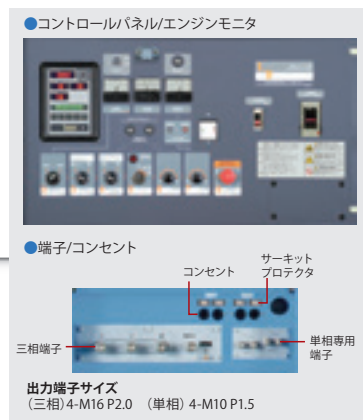 ●コントロールパネル/エンジンモニタ
●端子/コンセント
コンセント
サーキット
プロテクタ
三相端子
単相専用
端子
出力端子サイズ
（三相）4-M16 P2.0　（単相） 4-M10 P1.5